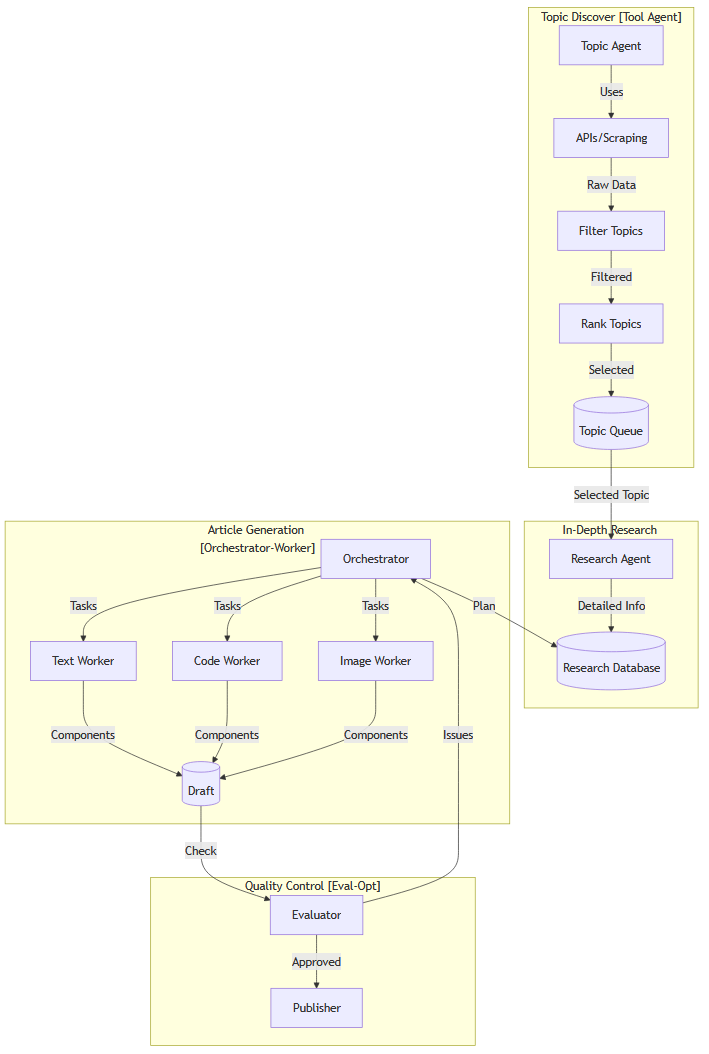 Topic Discover [Tool Agent]
Topic Agent
Uses
APIs/Scraping
Raw Data
Filter Topics
Filtered
Rank Topics
Selected
Topic Queue
Selected Topic
Article Generation
[Orchestrator-Worker]
In-Depth Research
Orchestrator
Research Agent
Tasks
Tasks
Tasks
Plan
Detailed Info
Text Worker
Code Worker
Image Worker
Research Database
Components
Components
Components
Issues
Draft
Check
Quality Control [Eval-Opt]
Evaluator
Approved
Publisher